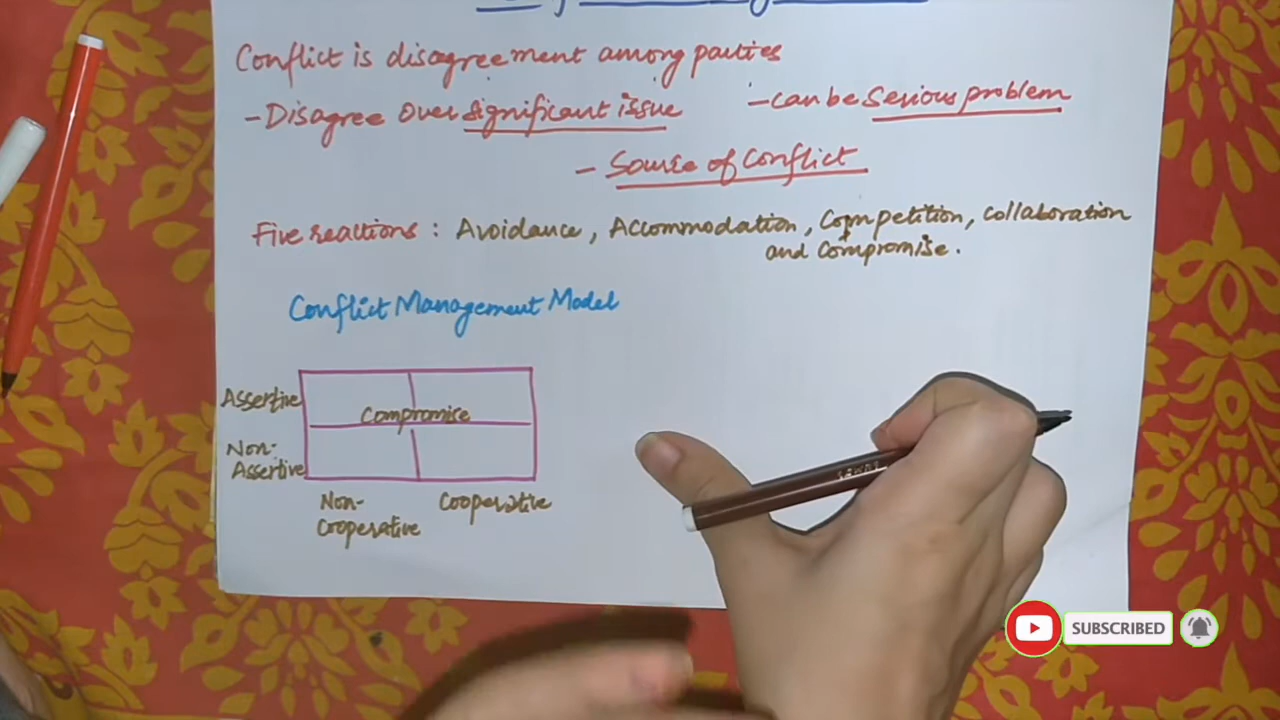 Conflict is disagreement among parties
- Disagree over significant issue - can be serious problem
- Source of Conflict
Five reactions : Avoidance, Accommodation, Competition, Collaboration
and Compromise.
Conflict Management Model
Assertive
Compromise
Non-
Assertive
Non-
Cooperative
Cooperative
SUBSCRIBED